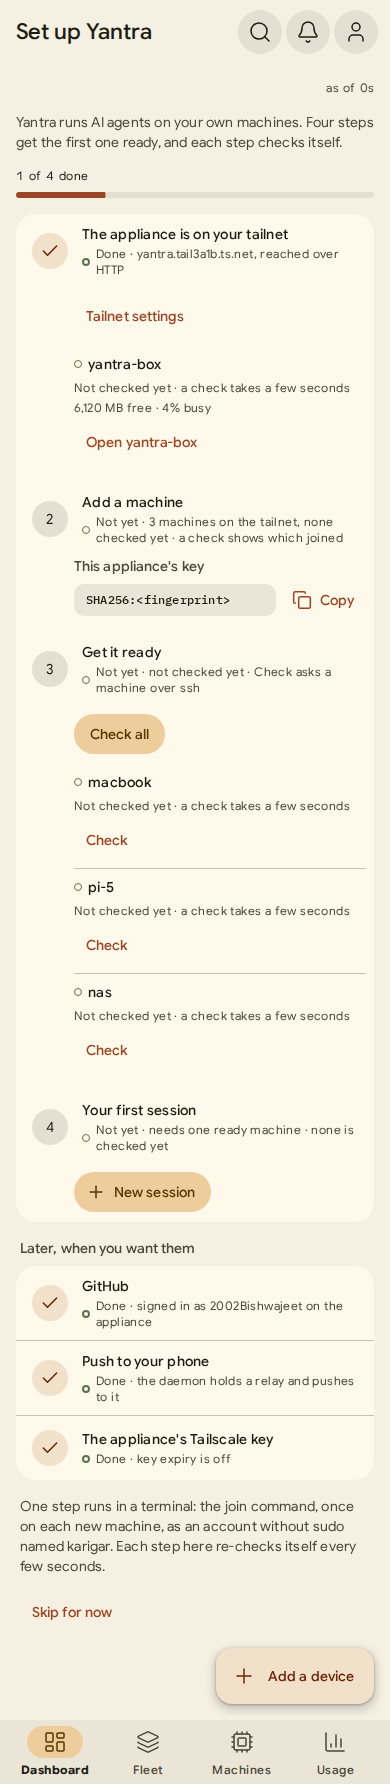 Set up Yantra
as of 0s
Yantra runs AI agents on your own machines. Four steps
get the first one ready, and each step checks itself.
1 of 4 done
The appliance is on your tailnet
Done · yantra.tail3a1b.ts.net, reached over
HTTP
Tailnet settings
yantra-box
Not checked yet · a check takes a few seconds
6,120 MB free · 4% busy
Open yantra-box
2
Add a machine
Not yet · 3 machines on the tailnet, none
checked yet · a check shows which joined
This appliance's key
SHA256:<fingerprint>
Copy
3
Get it ready
Not yet · not checked yet · Check asks a
machine over ssh
Check all
macbook
Not checked yet · a check takes a few seconds
Check
pi-5
Not checked yet · a check takes a few seconds
Check
nas
Not checked yet · a check takes a few seconds
Check
4
Your first session
Not yet · needs one ready machine · none is
checked yet
New session
Later, when you want them
GitHub
Done · signed in as 2002Bishwajeet on the
appliance
Push to your phone
Done · the daemon holds a relay and pushes
to it
The appliance's Tailscale key
Done · key expiry is off
One step runs in a terminal: the join command, once
on each new machine, as an account without sudo
named karigar. Each step here re-checks itself every
few seconds.
Skip for now
Add a device
Dashboard
Fleet
Machines
Usage